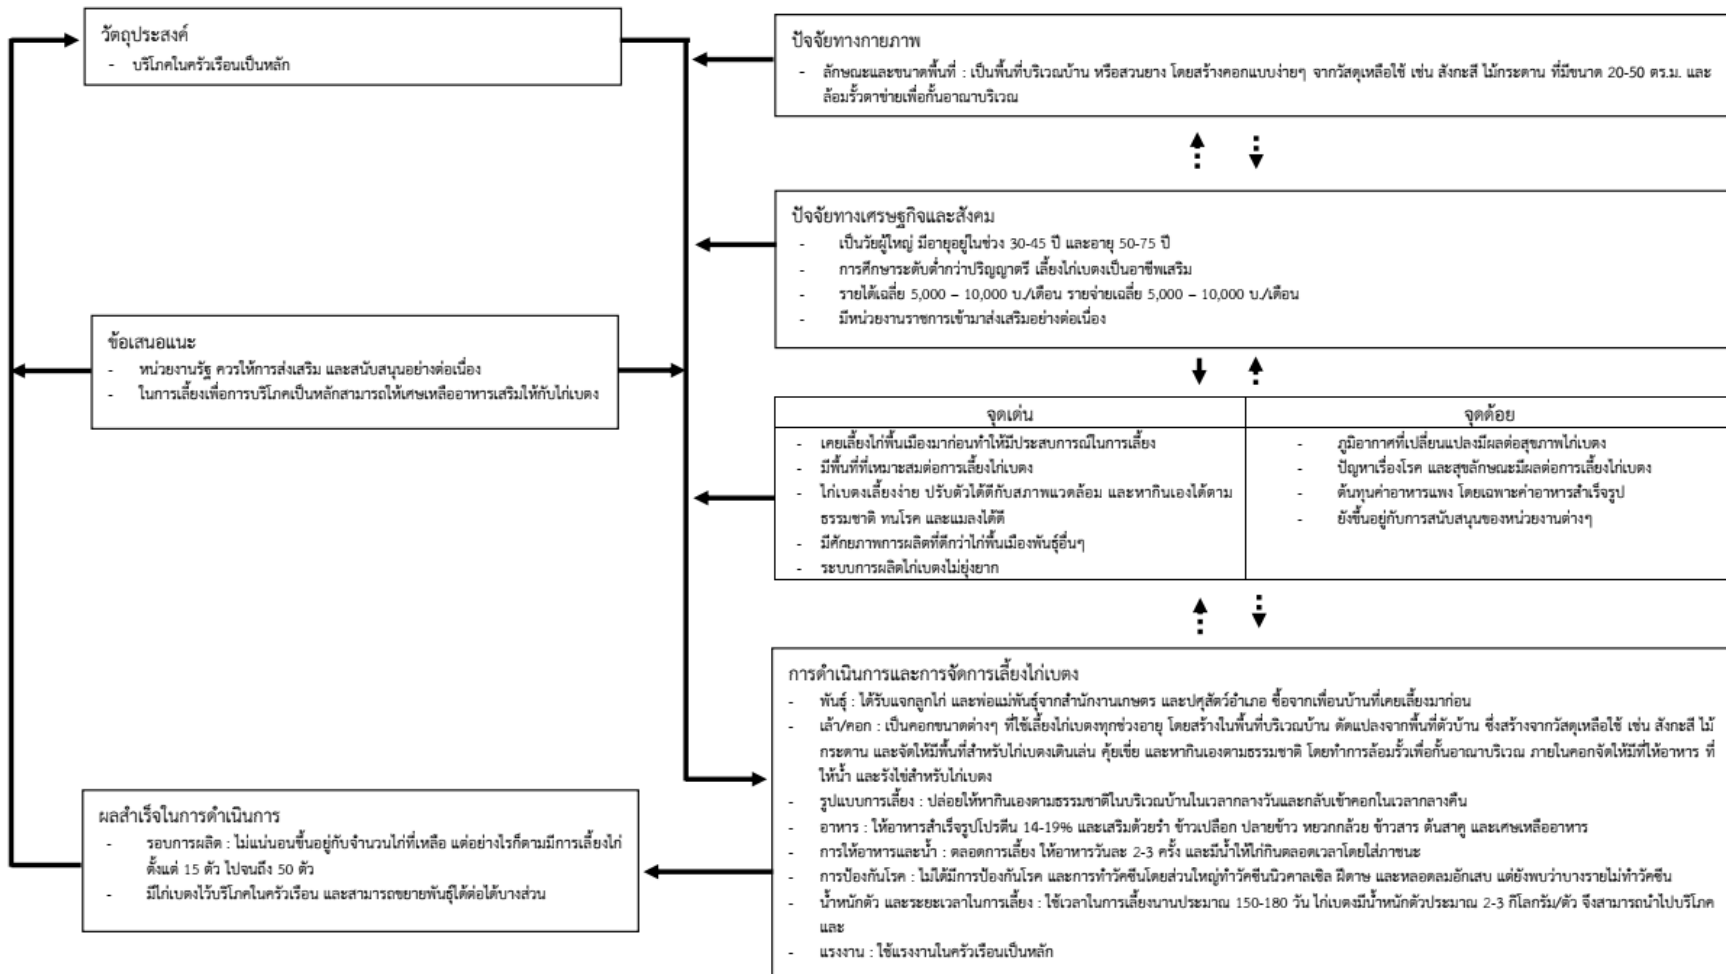 วัตถุประสงค์
- บริโภคในครัวเรือนเป็นหลัก
ปัจจัยทางกายภาพ
- ลักษณะและขนาดพื้นที่ : เป็นพื้นที่บริเวณบ้าน หรือสวนยาง โดยสร้างคอกแบบง่ายๆ จากวัสดุเหลือใช้ เช่น สังกะสี ไม้กระดาน ที่มีขนาด 20-50 ตร.ม. และ
ล้อมรั้วตาข่ายเพื่อกั้นอาณาบริเวณ
ปัจจัยทางเศรษฐกิจและสังคม
- เป็นวัยผู้ใหญ่ มีอายุอยู่ในช่วง 30-45 ปี และอายุ 50-75 ปี
- การศึกษาระดับต่ำกว่าปริญญาตรี เลี้ยงไก่เบตงเป็นอาชีพเสริม
- รายได้เฉลี่ย 5,000 – 10,000 บ./เดือน รายจ่ายเฉลี่ย 5,000 – 10,000 บ./เดือน
- มีหน่วยงานราชการเข้ามาส่งเสริมอย่างต่อเนื่อง
ข้อเสนอแนะ
- หน่วยงานรัฐ ควรให้การส่งเสริม และสนับสนุนอย่างต่อเนื่อง
- ในการเลี้ยงเพื่อการบริโภคเป็นหลักสามารถให้เศษเหลืออาหารเสริมให้กับไก่เบตง
จุดเด่น
- เคยเลี้ยงไก่พื้นเมืองมาก่อนทำให้มีประสบการณ์ในการเลี้ยง
- มีพื้นที่ที่เหมาะสมต่อการเลี้ยงไก่เบตง
- ไก่เบตงเลี้ยงง่าย ปรับตัวได้ดีกับสภาพแวดล้อม และหากินเองได้ตาม
ธรรมชาติ ทนโรค และแมลงได้ดี
- มีศักยภาพการผลิตที่ดีกว่าไก่พื้นเมืองพันธุ์อื่นๆ
- ระบบการผลิตไก่เบตงไม่ยุ่งยาก
จุดด้อย
- ภูมิอากาศที่เปลี่ยนแปลงมีผลต่อสุขภาพไก่เบตง
- ปัญหาเรื่องโรค และสุขลักษณะมีผลต่อการเลี้ยงไก่เบตง
- ต้นทุนค่าอาหารแพง โดยเฉพาะค่าอาหารสำเร็จรูป
- ยังขึ้นอยู่กับการสนับสนุนของหน่วยงานต่างๆ
การดำเนินการและการจัดการเลี้ยงไก่เบตง
- พันธุ์ : ได้รับแจกลูกไก่ และพ่อแม่พันธุ์จากสำนักงานเกษตร และปศุสัตว์อำเภอ ซื้อจากเพื่อนบ้านที่เคยเลี้ยงมาก่อน
- เล้า/คอก : เป็นคอกขนาดต่างๆ ที่ใช้เลี้ยงไก่เบตงทุกช่วงอายุ โดยสร้างในพื้นที่บริเวณบ้าน ดัดแปลงจากพื้นที่ตัวบ้าน ซึ่งสร้างจากวัสดุเหลือใช้ เช่น สังกะสี ไม้
กระดาน และจัดให้มีพื้นที่สำหรับไก่เบตงเดินเล่น คุ้ยเขี่ย และหากินเองตามธรรมชาติ โดยทำการล้อมรั้วเพื่อกั้นอาณาบริเวณ ภายในคอกจัดให้มีที่ให้อาหาร ที่
ให้น้ำ และรังไข่สำหรับไก่เบตง
- รูปแบบการเลี้ยง : ปล่อยให้หากินเองตามธรรมชาติในบริเวณบ้านในเวลากลางวันและกลับเข้าคอกในเวลากลางคืน
- อาหาร : ให้อาหารสำเร็จรูปโปรตีน 14-19% และเสริมด้วยรำ ข้าวเปลือก ปลายข้าว หยวกกล้วย ข้าวสาร ต้นสาคู และเศษเหลืออาหาร
- การให้อาหารและน้ำ : ตลอดการเลี้ยง ให้อาหารวันละ 2-3 ครั้ง และมีน้ำให้ไก่กินตลอดเวลาโดยใส่ภาชนะ
- การป้องกันโรค : ไม่ได้มีการป้องกันโรค และการทำวัคซีนโดยส่วนใหญ่ทำวัคซีนนิวคาสเซิล ฝีดาษ และหลอดลมอักเสบ แต่ยังพบว่าบางรายไม่ทำวัคซีน
- น้ำหนักตัว และระยะเวลาในการเลี้ยง : ใช้เวลาในการเลี้ยงนานประมาณ 150-180 วัน ไก่เบตงมีน้ำหนักตัวประมาณ 2-3 กิโลกรัม/ตัว จึงสามารถนำไปบริโภค
และ
- แรงงาน : ใช้แรงงานในครัวเรือนเป็นหลัก
ผลสำเร็จในการดำเนินการ
- รอบการผลิต : ไม่แน่นอนขึ้นอยู่กับจำนวนไก่ที่เหลือ แต่อย่างไรก็ตามมีการเลี้ยงไก่
ตั้งแต่ 15 ตัว ไปจนถึง 50 ตัว
- มีไก่เบตงไว้บริโภคในครัวเรือน และสามารถขยายพันธุ์ได้ต่อได้บางส่วน